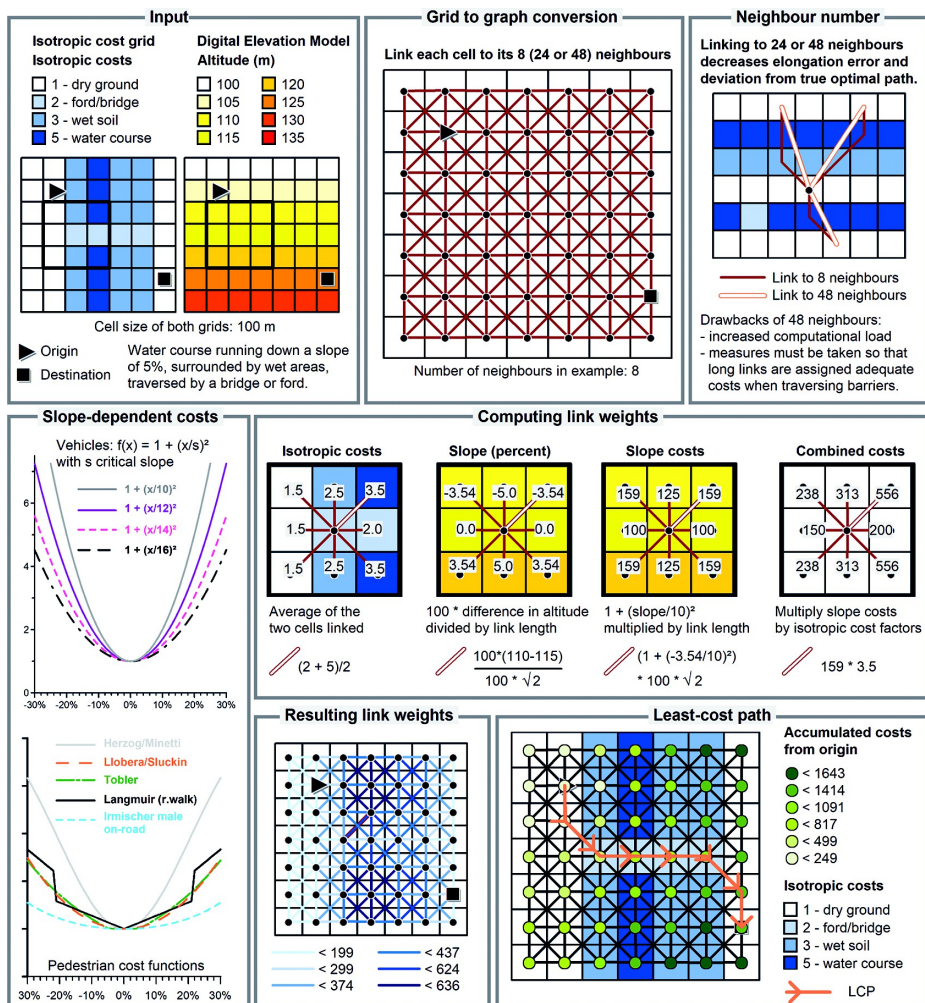 Input
Isotropic cost grid
Isotropic costs
1 - dry ground
2 - ford/bridge
3 - wet soil
5 - water course
Digital Elevation Model
Altitude (m)
100
105
110
115
120
125
130
135
Cell size of both grids: 100 m
Origin
Destination
Water course running down a slope
of 5%, surrounded by wet areas,
traversed by a bridge or ford.
Grid to graph conversion
Link each cell to its 8 (24 or 48) neighbours
Number of neighbours in example: 8
Neighbour number
Linking to 24 or 48 neighbours
decreases elongation error and
deviation from true optimal path.
Link to 8 neighbours
Link to 48 neighbours
Drawbacks of 48 neighbours:
- increased computational load
- measures must be taken so that
long links are assigned adequate
costs when traversing barriers.
Slope-dependent costs
Vehicles: f(x) = 1 + (x/s)²
with s critical slope
1 + (x/10)²
1 + (x/12)²
1 + (x/14)²
1 + (x/16)²
6
4
2
0
-30% -20% -10% 0% 10% 20% 30%
Herzog/Minetti
Llobera/Sluckin
Tobler
Langmuir (r.walk)
Irmischer male
on-road
Pedestrian cost functions
-30% -20% -10% 0% 10% 20% 30%
Computing link weights
Isotropic costs
1.5 2.5 3.5
1.5 2.0
1.5 2.5 3.5
Average of the
two cells linked
(2 + 5)/2
Slope (percent)
-3.54 -5.0 -3.54
0.0 0.0
3.54 5.0 3.54
100 * difference in altitude
divided by link length
100*(110-115)
100 * √2
Slope costs
159 125 159
100 100
159 125 159
1 + (slope/10)²
multiplied by link length
(1 + (-3.54/10)²)
* 100 * √2
Combined costs
238 313 556
150 200
238 313 556
Multiply slope costs
by isotropic cost factors
159 * 3.5
Resulting link weights
< 199
< 299
< 374
< 437
< 624
< 636
Least-cost path
Accumulated costs
from origin
< 1643
< 1414
< 1091
< 817
< 499
< 249
Isotropic costs
1 - dry ground
2 - ford/bridge
3 - wet soil
5 - water course
LCP